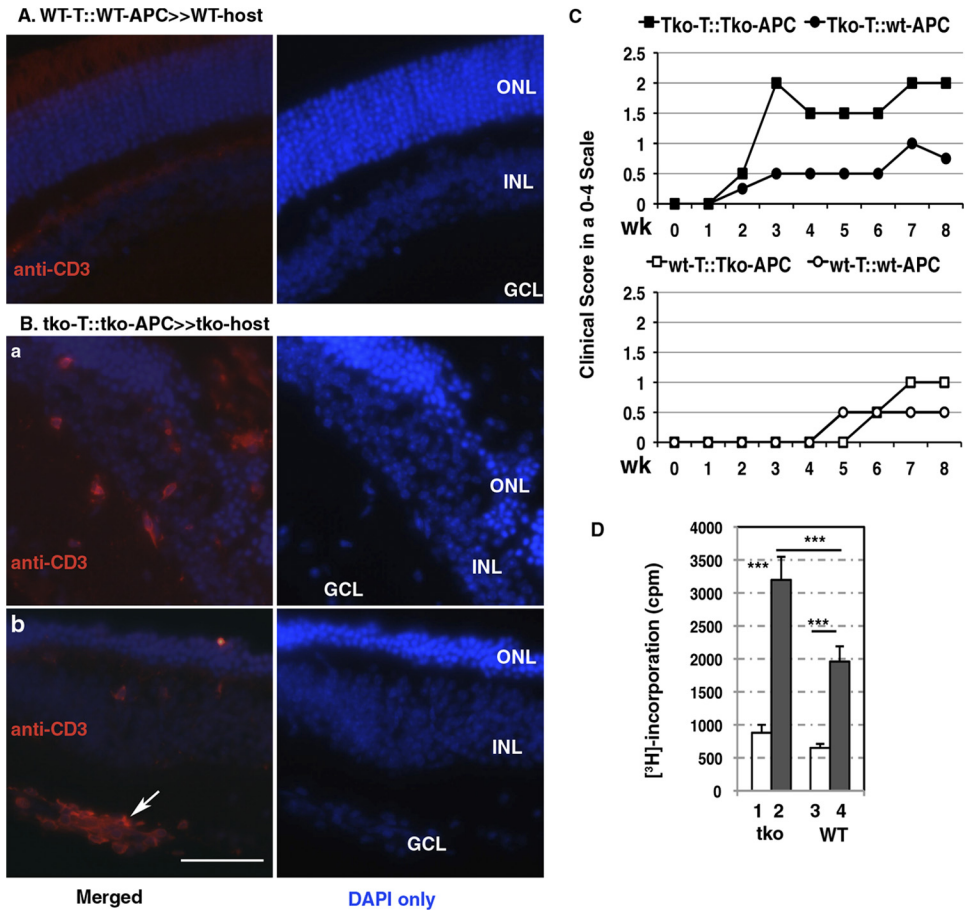 A. WT-T::WT-APC>>WT-host
ONL
INL
GCL
anti-CD3
B. tko-T::tko-APC>>tko-host
a
anti-CD3
ONL
INL
GCL
b
anti-CD3
ONL
INL
GCL
Merged
DAPI only
C
Tko-T::Tko-APC
Tko-T::wt-APC
Clinical Score in a 0-4 Scale
2.5
2
1.5
1
0.5
0
wk 0 1 2 3 4 5 6 7 8
wt-T::Tko-APC
wt-T::wt-APC
2.5
2
1.5
1
0.5
0
wk 0 1 2 3 4 5 6 7 8
D
[³H]-incorporation (cpm)
4000
3500
3000
2500
2000
1500
1000
500
0
***
***
***
1 2 3 4
tko WT